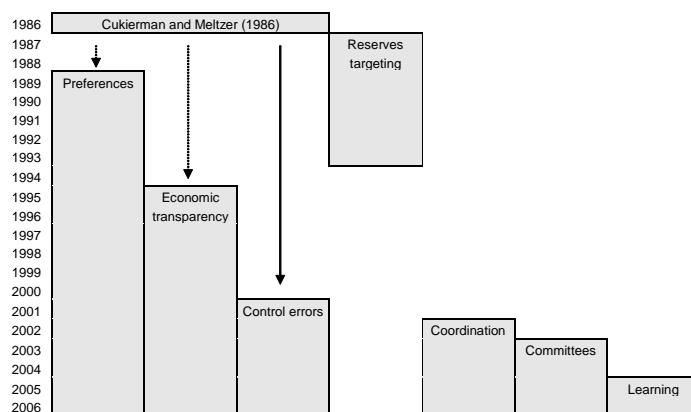 1986 Cukierman and Meltzer (1986)
1987 Reserves
1988 targeting
1989 Preferences
1990
1991
1992
1993
1994
1995 Economic
1996 transparency
1997
1998
1999
2000
2001 Control errors
2002 Coordination
2003 Committees
2004
2005 Learning
2006